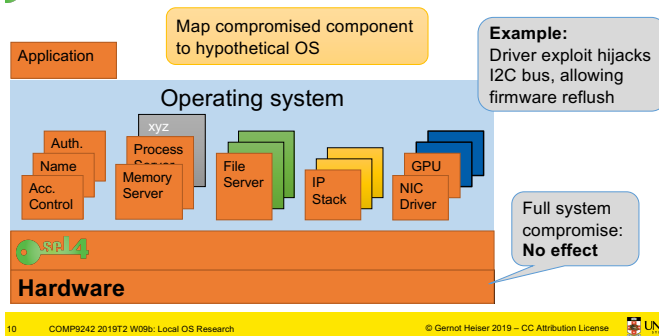 Map compromised component
to hypothetical OS
Example:
Driver exploit hijacks
I2C bus, allowing
firmware reflush
Application
Operating system
Auth.
Name
Acc.
Control
xyz
Process
Server
Memory
Server
File
Server
IP
Stack
GPU
NIC
Driver
Full system
compromise:
No effect
seL4
Hardware
10 COMP9242 2019T2 W09b: Local OS Research © Gernot Heiser 2019 – CC Attribution License